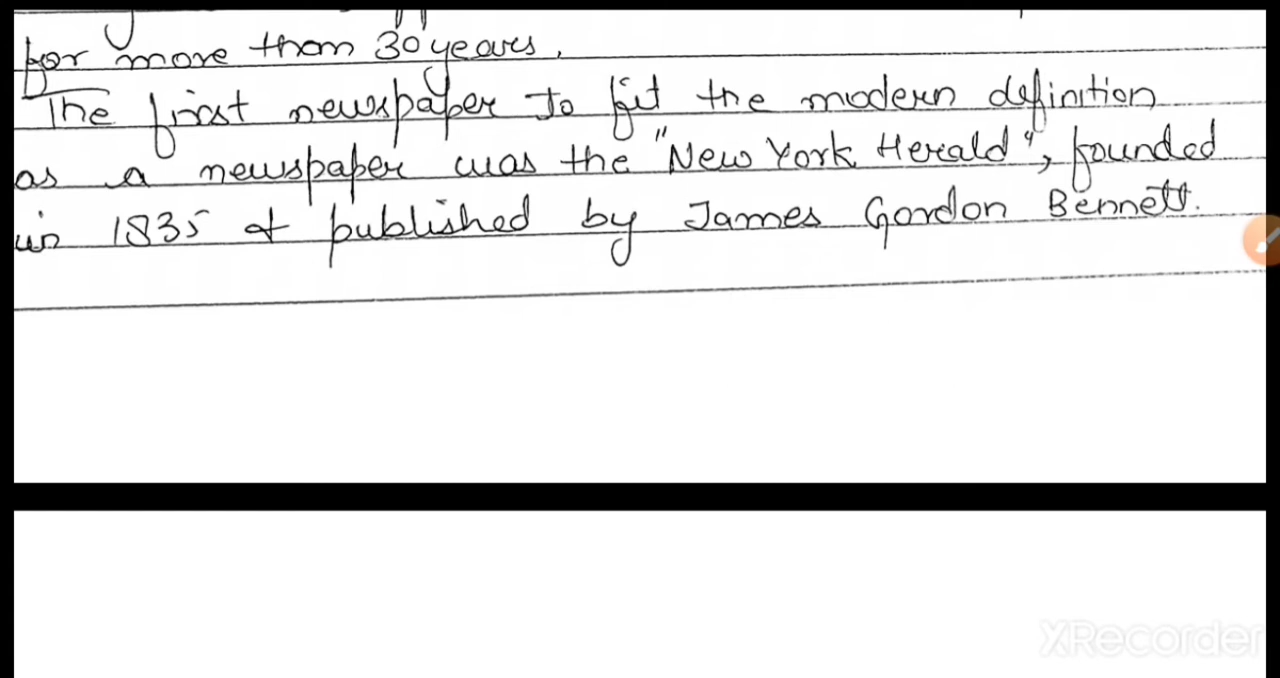 for more than 30 years.
The first newspaper to fit the modern definition
as a newspaper was the "New York Herald", founded
in 1835 & published by James Gordon Bennett.
XRecorder